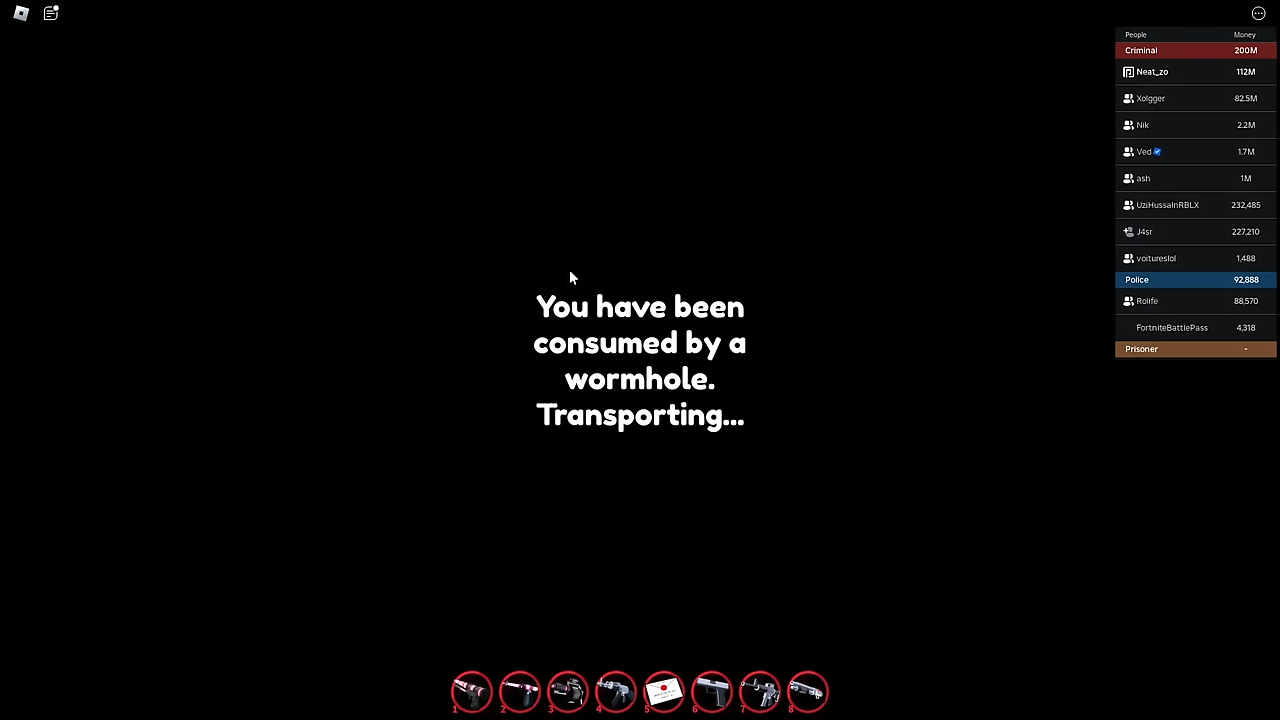 People Money
Criminal 200M
Neat_zo 112M
Xolgger 82.5M
Nik 2.2M
Ved 1.7M
ash 1M
UziHussaInRBLX 232,485
J4sr 227,210
voitureslol 1,488
Police 92,888
Rolife 88,570
FortniteBattlePass 4,318
Prisoner -
You have been
consumed by a
wormhole.
Transporting...
1 2 3 4 5 6 7 8